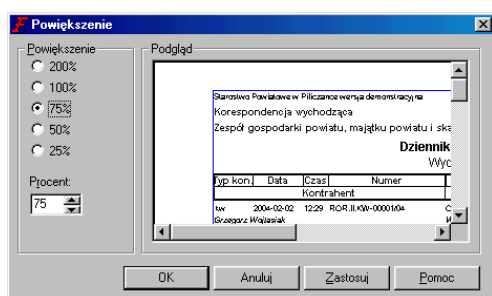 Powiększenie
Powiększenie
200%
100%
75%
50%
25%
Procent:
75
Podgląd
Starostwo Powiatowe w Piliczance wersja demonstracyjna
Korespondencja wychodząca
Zespół gospodarki powiatu, majątku powiatu i ska
Dziennik
Wyc
Typ kon. Data Czas Numer
Kontrahent
tw 2004-02-02 12:29 ROR.II.KW-00001/04
Grzegorz Wojtasiak
OK Anuluj Zastosuj Pomoc